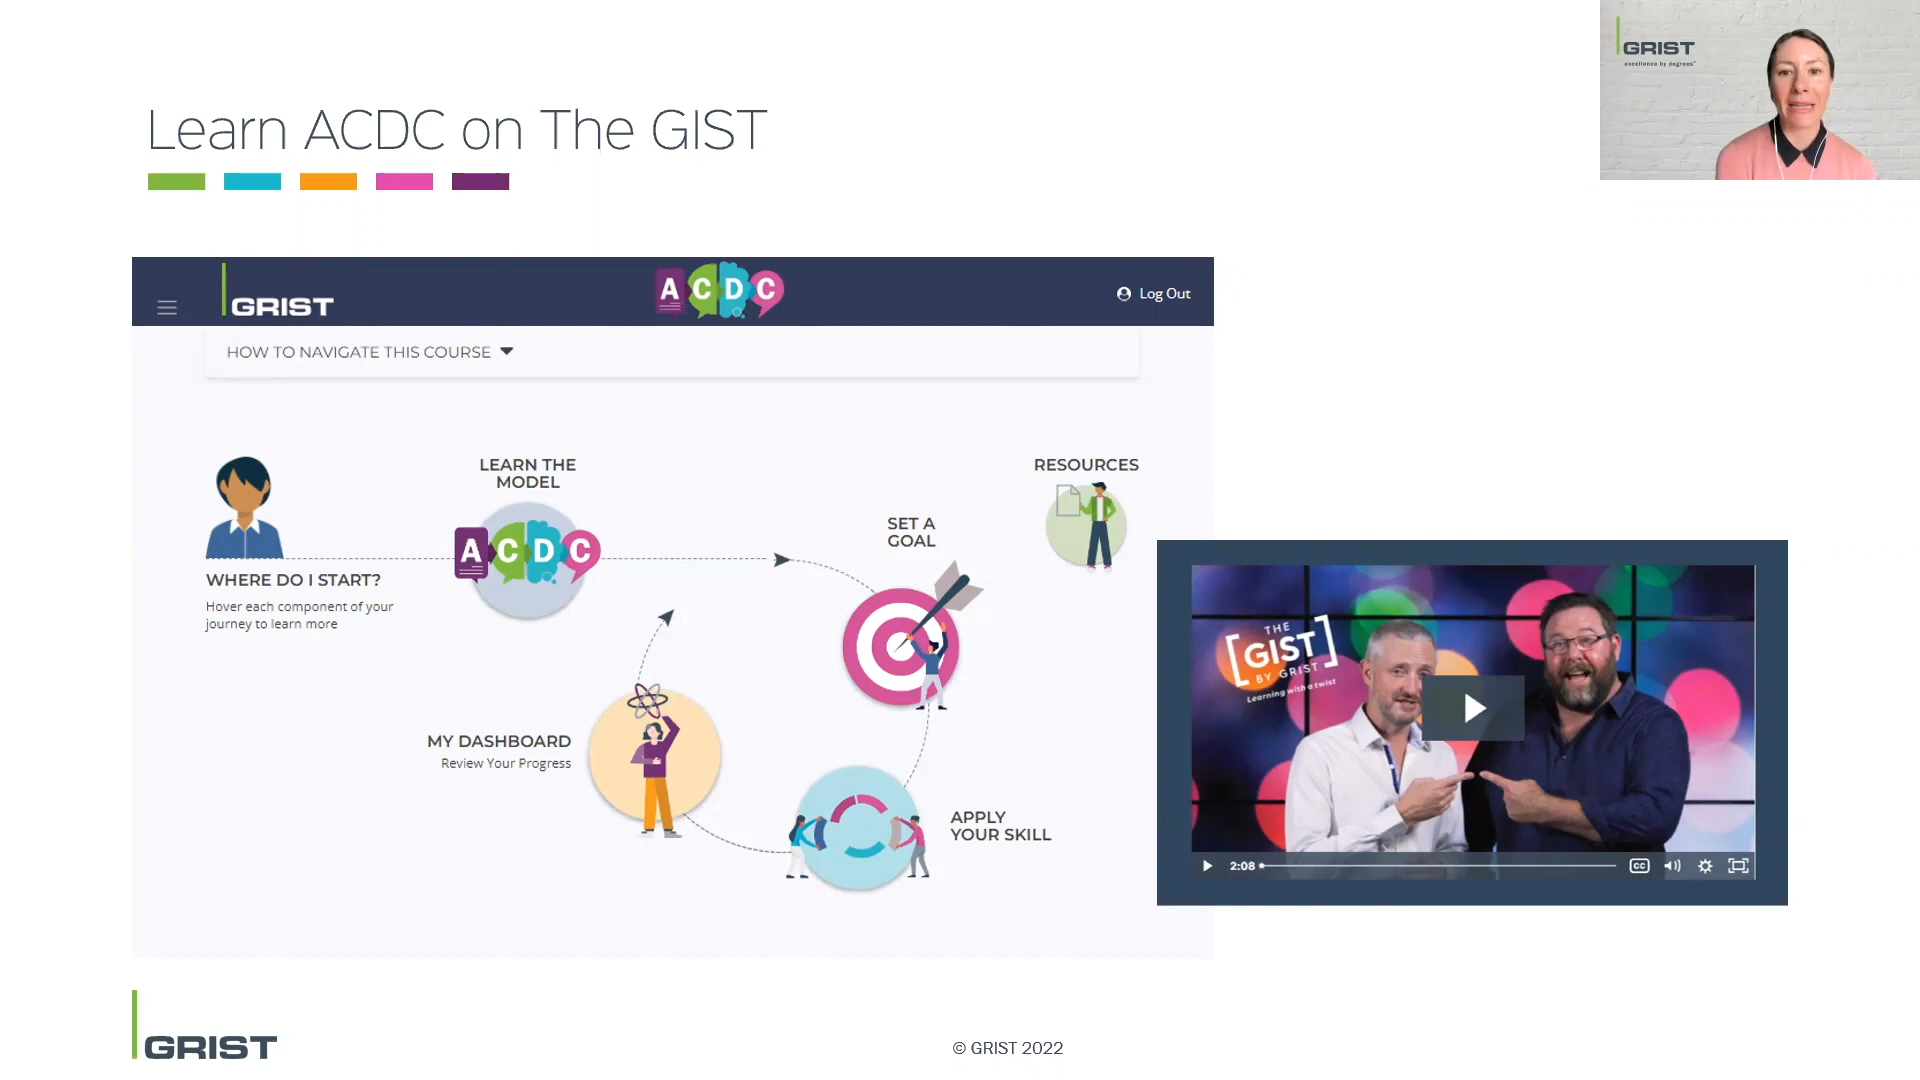 GRIST
excellence by degrees
Learn ACDC on The GIST
GRIST
ACDC
Log Out
HOW TO NAVIGATE THIS COURSE
LEARN THE
MODEL
ACDC
RESOURCES
SET A
GOAL
WHERE DO I START?
Hover each component of your
journey to learn more
THE
[GIST]
BY GRIST
Learning with a twist
MY DASHBOARD
Review Your Progress
APPLY
YOUR SKILL
2:08
CC
GRIST
© GRIST 2022